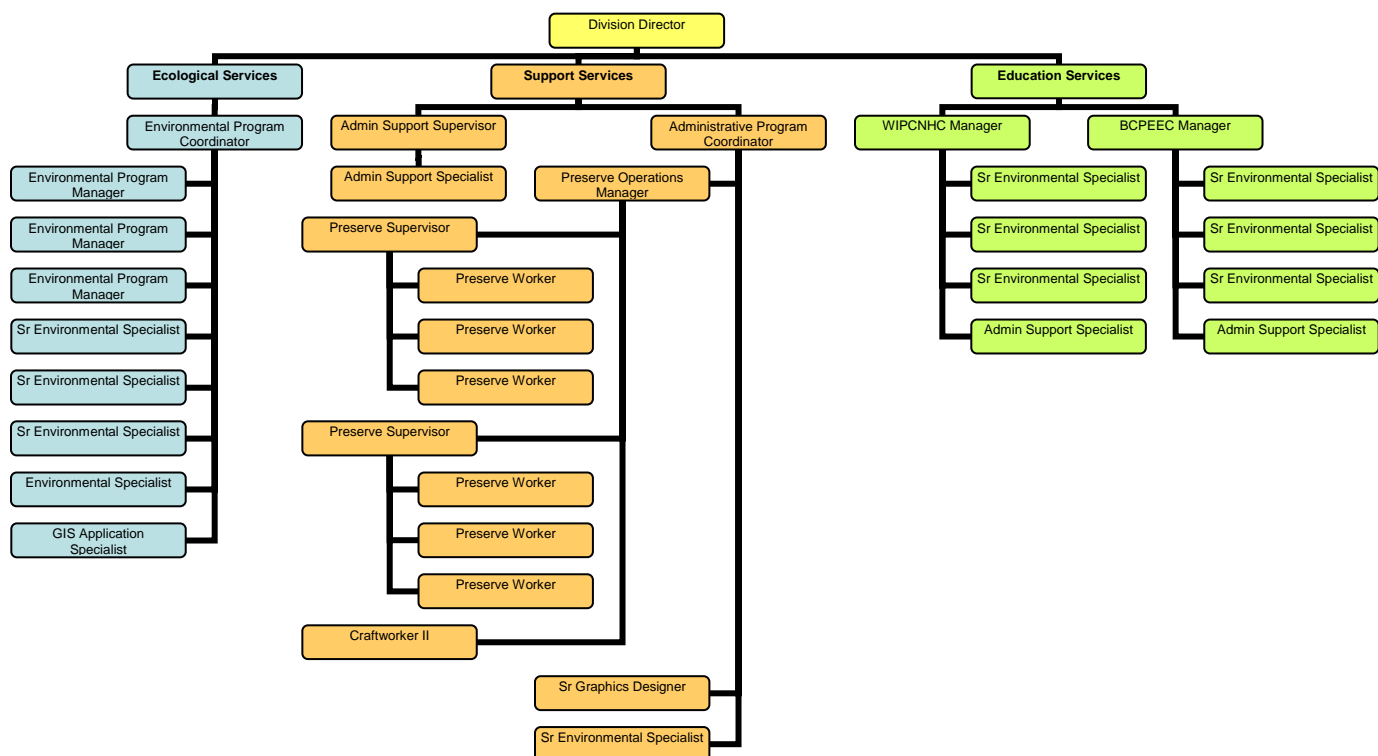 Division Director
Ecological Services
Support Services
Education Services
Environmental Program
Coordinator
Admin Support Supervisor
Administrative Program
Coordinator
WIPCNHC Manager
BCPEEC Manager
Environmental Program
Manager
Admin Support Specialist
Preserve Operations
Manager
Sr Environmental Specialist
Sr Environmental Specialist
Environmental Program
Manager
Preserve Supervisor
Sr Environmental Specialist
Sr Environmental Specialist
Environmental Program
Manager
Preserve Worker
Sr Environmental Specialist
Sr Environmental Specialist
Sr Environmental Specialist
Preserve Worker
Admin Support Specialist
Admin Support Specialist
Sr Environmental Specialist
Preserve Worker
Sr Environmental Specialist
Preserve Supervisor
Environmental Specialist
Preserve Worker
GIS Application
Specialist
Preserve Worker
Preserve Worker
Craftworker II
Sr Graphics Designer
Sr Environmental Specialist